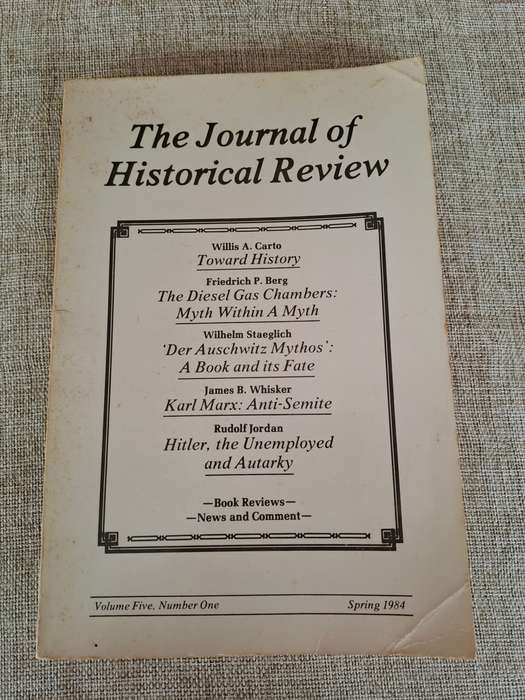 The Journal of
Historical Review
Willis A. Carto
Toward History
Friedrich P. Berg
The Diesel Gas Chambers:
Myth Within A Myth
Wilhelm Staeglich
'Der Auschwitz Mythos':
A Book and its Fate
James B. Whisker
Karl Marx: Anti-Semite
Rudolf Jordan
Hitler, the Unemployed
and Autarky
—Book Reviews—
—News and Comment—
Volume Five, Number One
Spring 1984